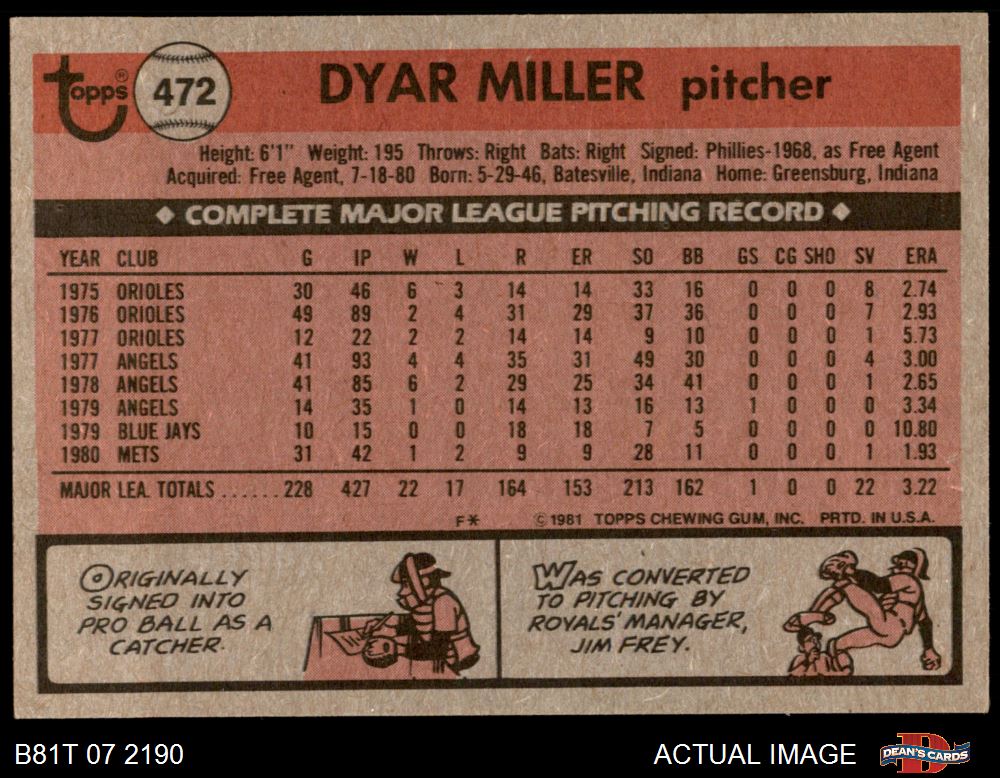 topps® 472 DYAR MILLER pitcher
Height: 6'1" Weight: 195 Throws: Right Bats: Right Signed: Phillies-1968, as Free Agent
Acquired: Free Agent, 7-18-80 Born: 5-29-46, Batesville, Indiana Home: Greensburg, Indiana
◆ COMPLETE MAJOR LEAGUE PITCHING RECORD ◆
YEAR CLUB G IP W L R ER SO BB GS CG SHO SV ERA
1975 ORIOLES 30 46 6 3 14 14 33 16 0 0 0 8 2.74
1976 ORIOLES 49 89 2 4 31 29 37 36 0 0 0 7 2.93
1977 ORIOLES 12 22 2 2 14 14 9 10 0 0 0 1 5.73
1977 ANGELS 41 93 4 4 35 31 49 30 0 0 0 4 3.00
1978 ANGELS 41 85 6 2 29 25 34 41 0 0 0 1 2.65
1979 ANGELS 14 35 1 0 14 13 16 13 1 0 0 0 3.34
1979 BLUE JAYS 10 15 0 0 18 18 7 5 0 0 0 0 10.80
1980 METS 31 42 1 2 9 9 28 11 0 0 0 1 1.93
MAJOR LEA. TOTALS ......228 427 22 17 164 153 213 162 1 0 0 22 3.22
F* ©1981 TOPPS CHEWING GUM, INC. PRTD. IN U.S.A.
ORIGINALLY
SIGNED INTO
PRO BALL AS A
CATCHER.
WAS CONVERTED
TO PITCHING BY
ROYALS' MANAGER,
JIM FREY.
B81T 07 2190 ACTUAL IMAGE DEAN'S CARDS